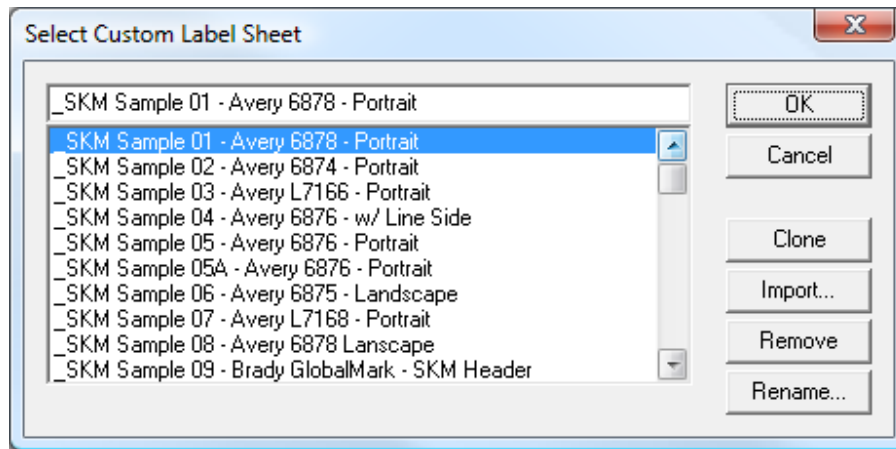 Select Custom Label Sheet
_SKM Sample 01 - Avery 6878 - Portrait
_SKM Sample 01 - Avery 6878 - Portrait
_SKM Sample 02 - Avery 6874 - Portrait
_SKM Sample 03 - Avery L7166 - Portrait
_SKM Sample 04 - Avery 6876 - w/ Line Side
_SKM Sample 05 - Avery 6876 - Portrait
_SKM Sample 05A - Avery 6876 - Portrait
_SKM Sample 06 - Avery 6875 - Landscape
_SKM Sample 07 - Avery L7168 - Portrait
_SKM Sample 08 - Avery 6878 Lanscape
_SKM Sample 09 - Brady GlobalMark - SKM Header
OK
Cancel
Clone
Import...
Remove
Rename...